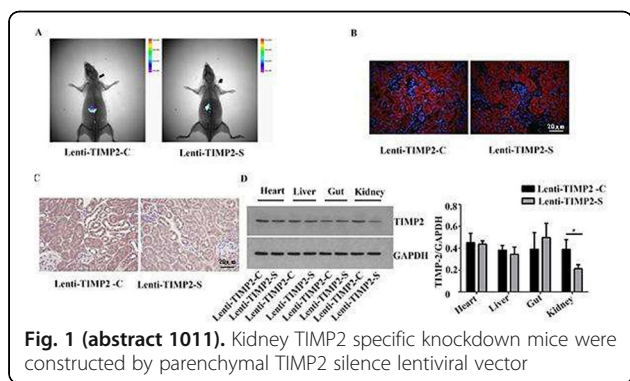 A
B
Lenti-TIMP2-C
Lenti-TIMP2-S
20μm
Lenti-TIMP2-C
Lenti-TIMP2-S
C
D
Heart Liver Gut Kidney
TIMP2
GAPDH
20μm
Lenti-TIMP2 -C
Lenti-TIMP2-S
Lenti-TIMP2-C
Lenti-TIMP2-S
Lenti-TIMP2-C
Lenti-TIMP2-S
Lenti-TIMP2-C
Lenti-TIMP2-S
Lenti-TIMP2-C
Lenti-TIMP2-S
Lenti-TIMP2 -C
Lenti-TIMP2-S
TIMP-2/GAPDH
0.8
0.6
0.4
0.2
0
Heart
Liver
Gut
Kidney
Fig. 1 (abstract 1011). Kidney TIMP2 specific knockdown mice were
constructed by parenchymal TIMP2 silence lentiviral vector